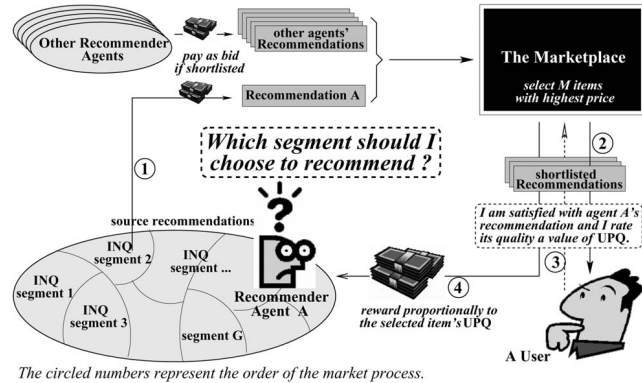 Other Recommender
Agents
pay as bid
if shortlisted
other agents'
Recommendations
Recommendation A
The Marketplace
select M items
with highest price
1
Which segment should I
choose to recommend ?
2
shortlisted
Recommendations
source recommendations
I am satisfied with agent A's
recommendation and I rate
its quality a value of UPQ.
INQ
segment 1
INQ
segment 2
INQ
segment ...
INQ
segment 3
segment G
Recommender
Agent A
4
reward proportionally to
the selected item's UPQ
3
A User
The circled numbers represent the order of the market process.